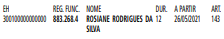 EH REG. FUNC. NOME DUR. A PARTIR ART.
300100000000000 883.268.4 ROSIANE RODRIGUES DA SILVA 12 26/05/2021 143